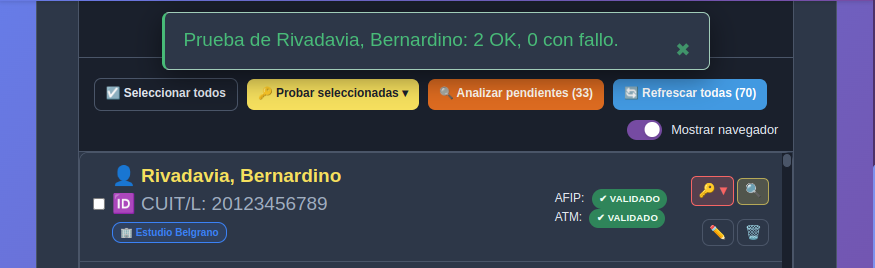 Prueba de Rivadavia, Bernardino: 2 OK, 0 con fallo.
Seleccionar todos
Probar seleccionadas
Analizar pendientes (33)
Refrescar todas (70)
Mostrar navegador
Rivadavia, Bernardino
CUIT/L: 20123456789
AFIP: VALIDADO
ATM: VALIDADO
Estudio Belgrano